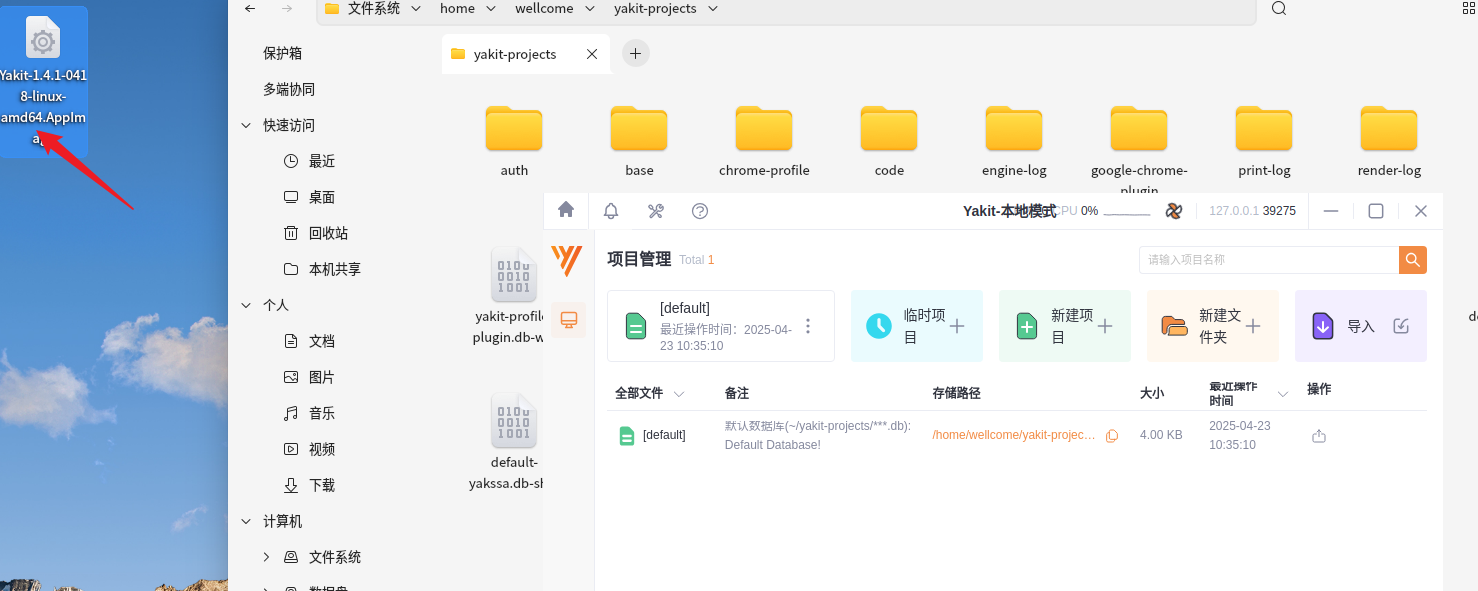 Yakit-1.4.1-041
8-linux-
amd64.AppIm
文件系统
home
wellcome
yakit-projects
yakit-projects
保护箱
多端协同
快速访问
最近
桌面
回收站
本机共享
个人
文档
图片
音乐
视频
下载
计算机
文件系统
auth
base
chrome-profile
code
engine-log
google-chrome-
plugin
print-log
render-log
yakit-profile
plugin.db-w
default-
yakssa.db-sh
Yakit-本地模式
CPU 0%
127.0.0.1 39275
项目管理 Total 1
请输入项目名称
[default]
最近操作时间：2025-04-
23 10:35:10
临时项
目
新建项
目
新建文
件夹
导入
全部文件 备注 存储路径 大小 最近操作
时间 操作
[default]
默认数据库(~/yakit-projects/***.db):
Default Database!
/home/wellcome/yakit-projec...
4.00 KB
2025-04-23
10:35:10